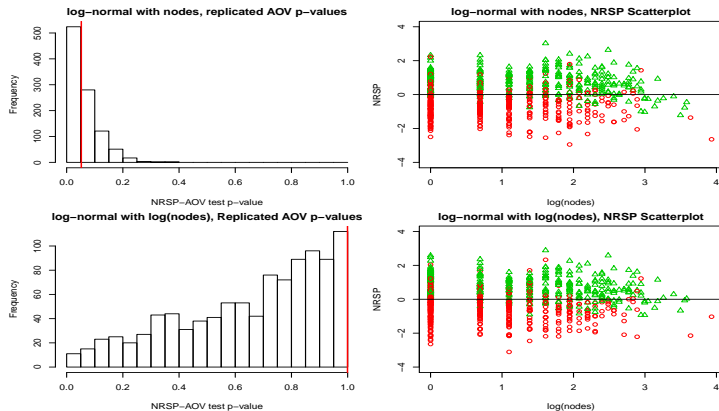 log-normal with nodes, replicated AOV p-values
Frequency
0 100 200 300 400 500
0.0 0.2 0.4 0.6 0.8 1.0
NRSP-AOV test p-value
log-normal with nodes, NRSP Scatterplot
NRSP
-4 -2 0 2 4
0 1 2 3 4
log(nodes)
log-normal with log(nodes), Replicated AOV p-values
Frequency
0 20 40 60 80 100
0.0 0.2 0.4 0.6 0.8 1.0
NRSP-AOV test p-value
log-normal with log(nodes), NRSP Scatterplot
NRSP
-4 -2 0 2 4
0 1 2 3 4
log(nodes)